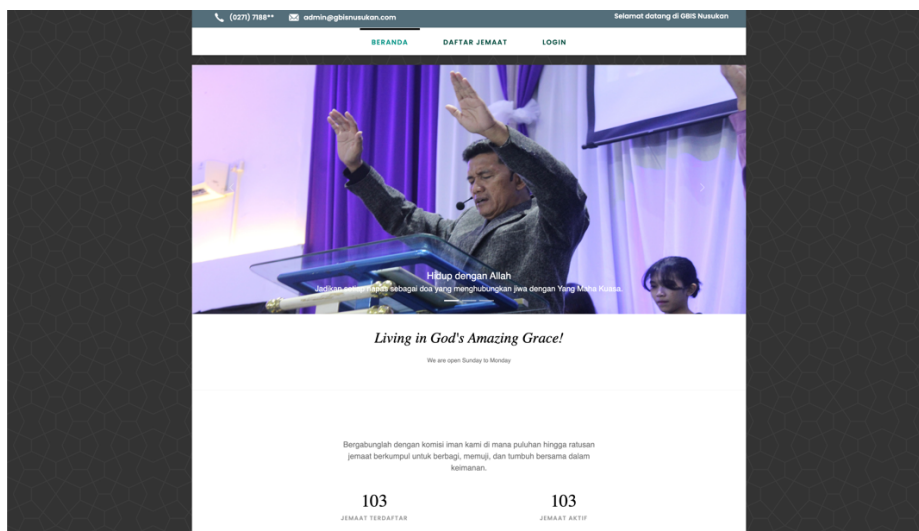 (0271) 7188** admin@gbisnusukan.com Selamat datang di GBIS Nusukan
BERANDA DAFTAR JEMAAT LOGIN
Hidup dengan Allah
Jadikan setiap napas sebagai doa yang menghubungkan jiwa dengan Yang Maha Kuasa.
Living in God's Amazing Grace!
We are open Sunday to Monday
Bergabunglah dengan komisi iman kami di mana puluhan hingga ratusan
jemaat berkumpul untuk berbagi, memuji, dan tumbuh bersama dalam
keimanan.
103 103
JEMAAT TERDAFTAR JEMAAT AKTIF